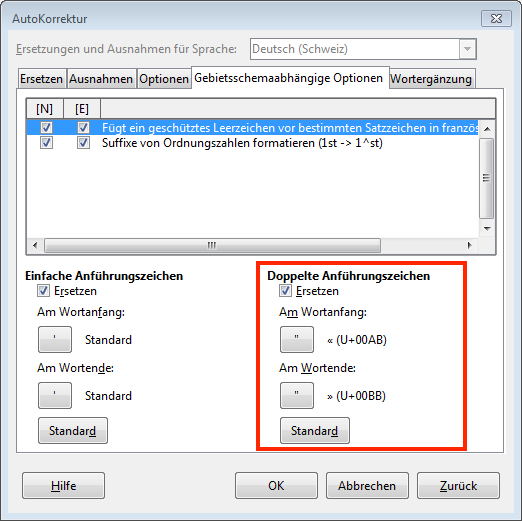 AutoKorrektur
Ersetzungen und Ausnahmen für Sprache: Deutsch (Schweiz)
Ersetzen Ausnahmen Optionen Gebietsschemaabhängige Optionen Wortergänzung
[N] [E]
Fügt ein geschütztes Leerzeichen vor bestimmten Satzzeichen in französ
Suffixe von Ordnungszahlen formatieren (1st -> 1^st)
Einfache Anführungszeichen Doppelte Anführungszeichen
Ersetzen Ersetzen
Am Wortanfang: Am Wortanfang:
' Standard " « (U+00AB)
Am Wortende: Am Wortende:
' Standard " » (U+00BB)
Standard Standard
Hilfe OK Abbrechen Zurück